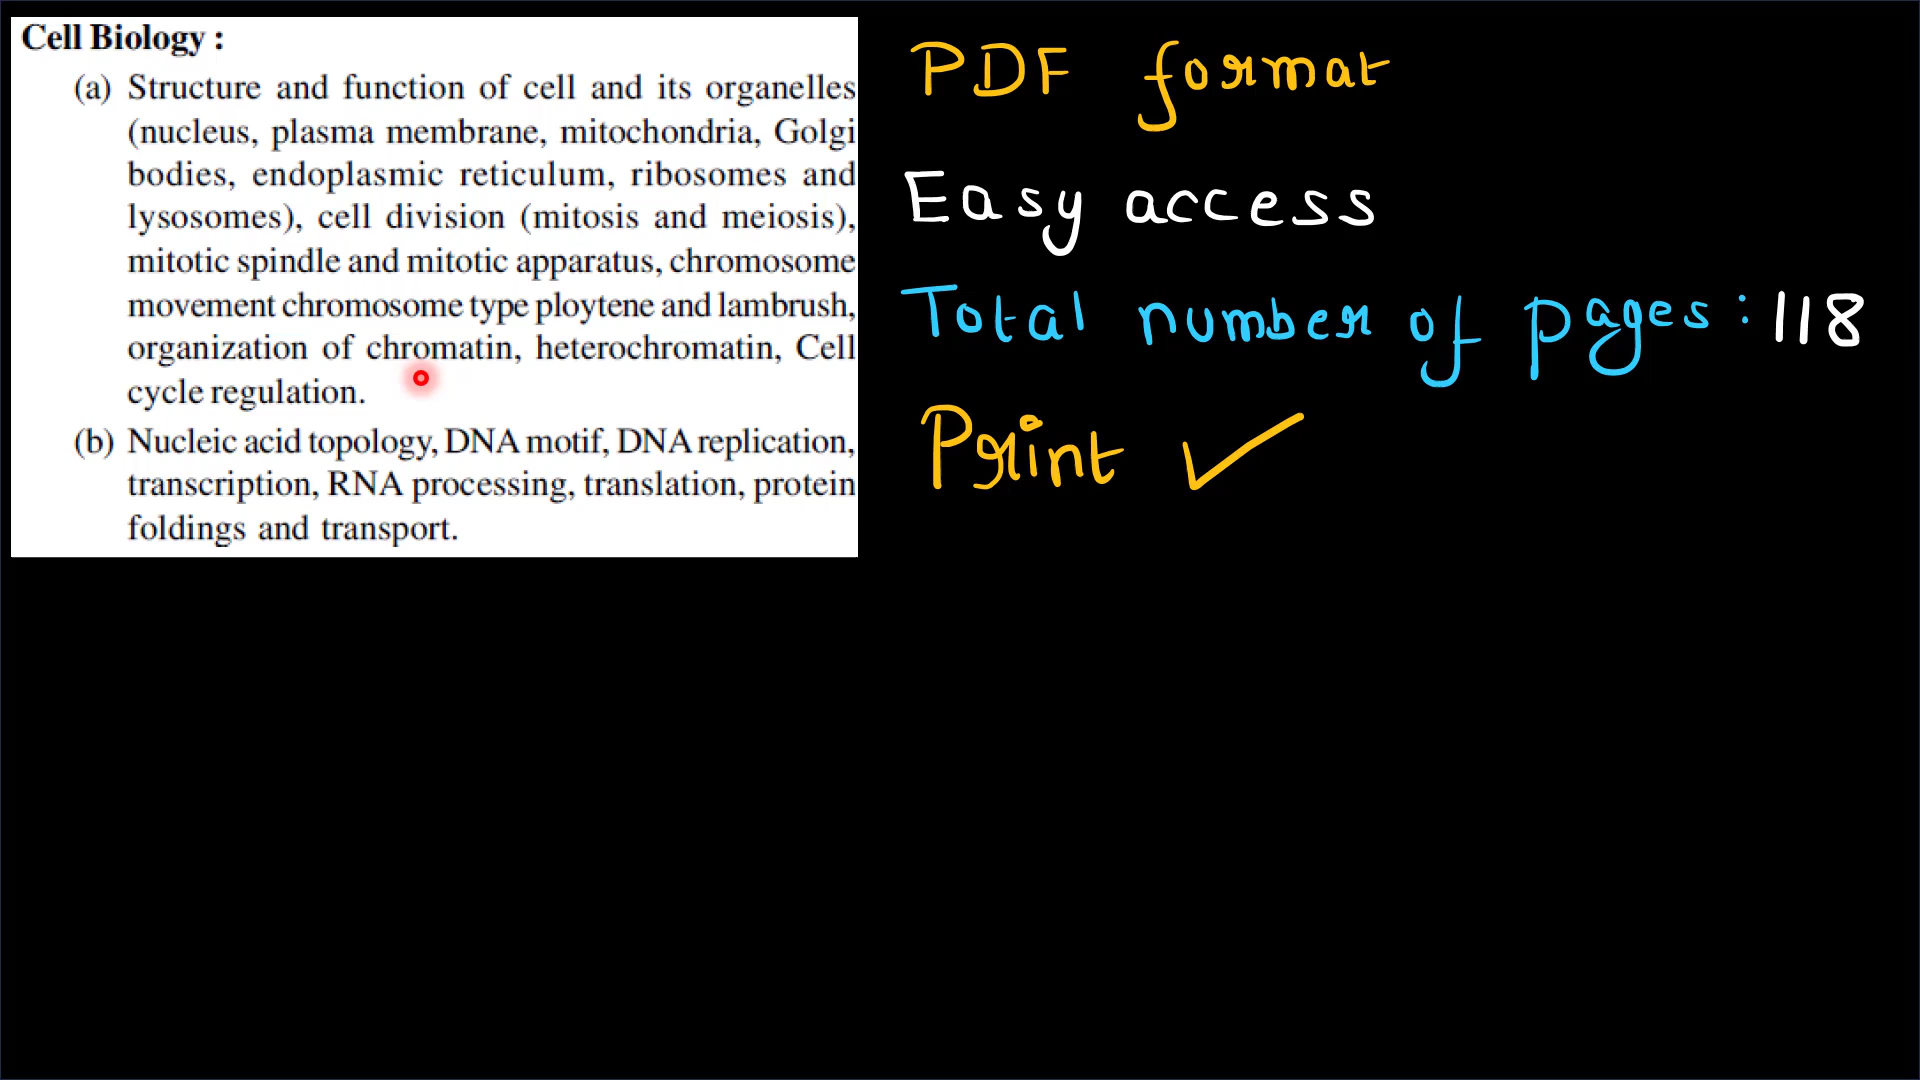 Cell Biology :
(a) Structure and function of cell and its organelles
(nucleus, plasma membrane, mitochondria, Golgi
bodies, endoplasmic reticulum, ribosomes and
lysosomes), cell division (mitosis and meiosis),
mitotic spindle and mitotic apparatus, chromosome
movement chromosome type ploytene and lambrush,
organization of chromatin, heterochromatin, Cell
cycle regulation.
(b) Nucleic acid topology, DNA motif, DNA replication,
transcription, RNA processing, translation, protein
foldings and transport.
PDF format
Easy access
Total number of pages : 118
Print ✓